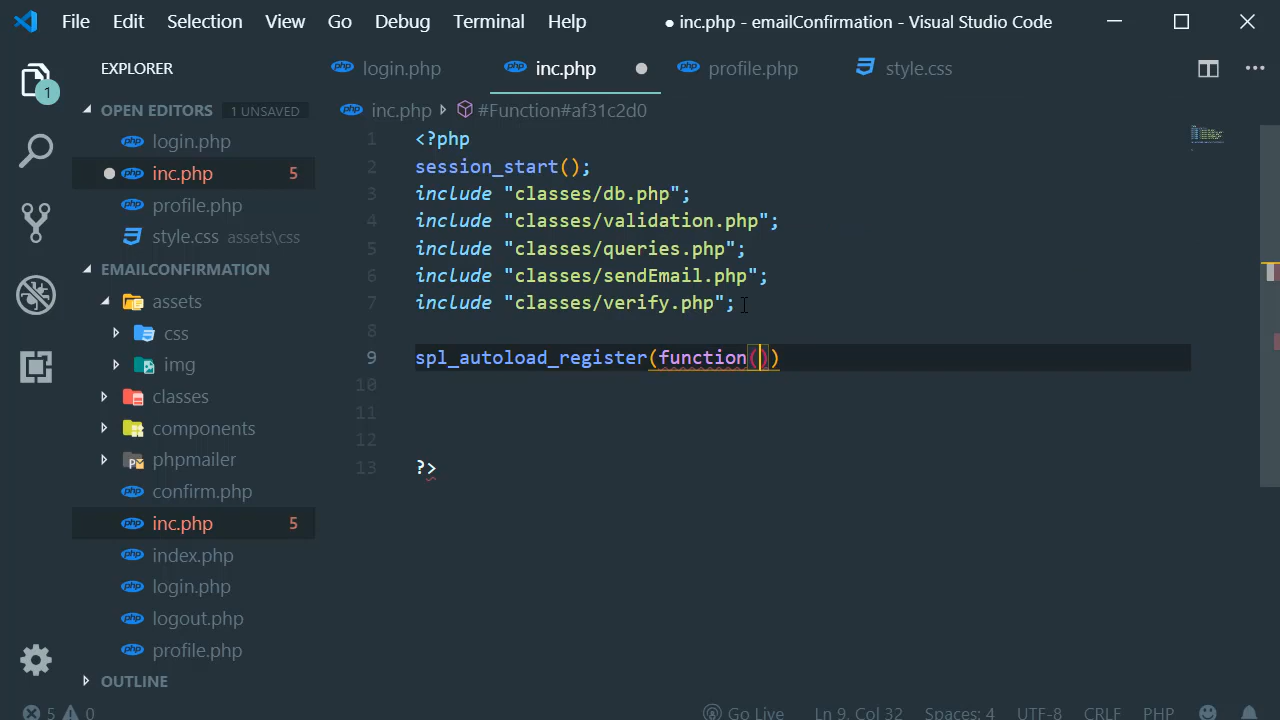 File Edit Selection View Go Debug Terminal Help ● inc.php - emailConfirmation - Visual Studio Code
1
EXPLORER
OPEN EDITORS 1 UNSAVED
login.php
inc.php 5
profile.php
style.css assets\css
EMAILCONFIRMATION
assets
css
img
classes
components
phpmailer
confirm.php
inc.php 5
index.php
login.php
logout.php
profile.php
OUTLINE
php login.php php inc.php php profile.php style.css
php inc.php #Function#af31c2d0
1 <?php
2 session_start();
3 include "classes/db.php";
4 include "classes/validation.php";
5 include "classes/queries.php";
6 include "classes/sendEmail.php";
7 include "classes/verify.php";
8
9 spl_autoload_register(function())
10
11
12
13 ?>
5 0 Go Live Ln 9, Col 32 Spaces: 4 UTF-8 CRLF PHP